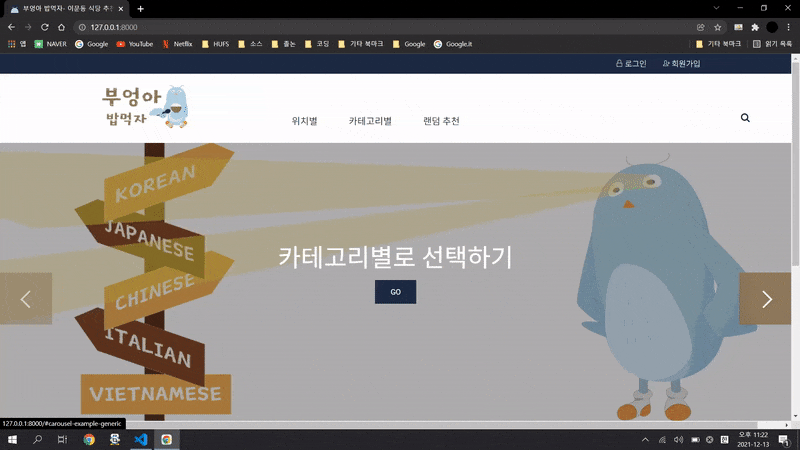 부엉아 밥먹자- 이문동 식당 추천
127.0.0.1:8000
앱 NAVER Google YouTube Netflix HUFS 소스 졸논 코딩 기타 북마크 Google Google.it 기타 북마크 읽기 목록
로그인 회원가입
부엉아
밥먹자
위치별 카테고리별 랜덤 추천
KOREAN
JAPANESE
CHINESE
ITALIAN
VIETNAMESE
카테고리별로 선택하기
GO
127.0.0.1:8000/#carousel-example-generic
오후 11:22
2021-12-13